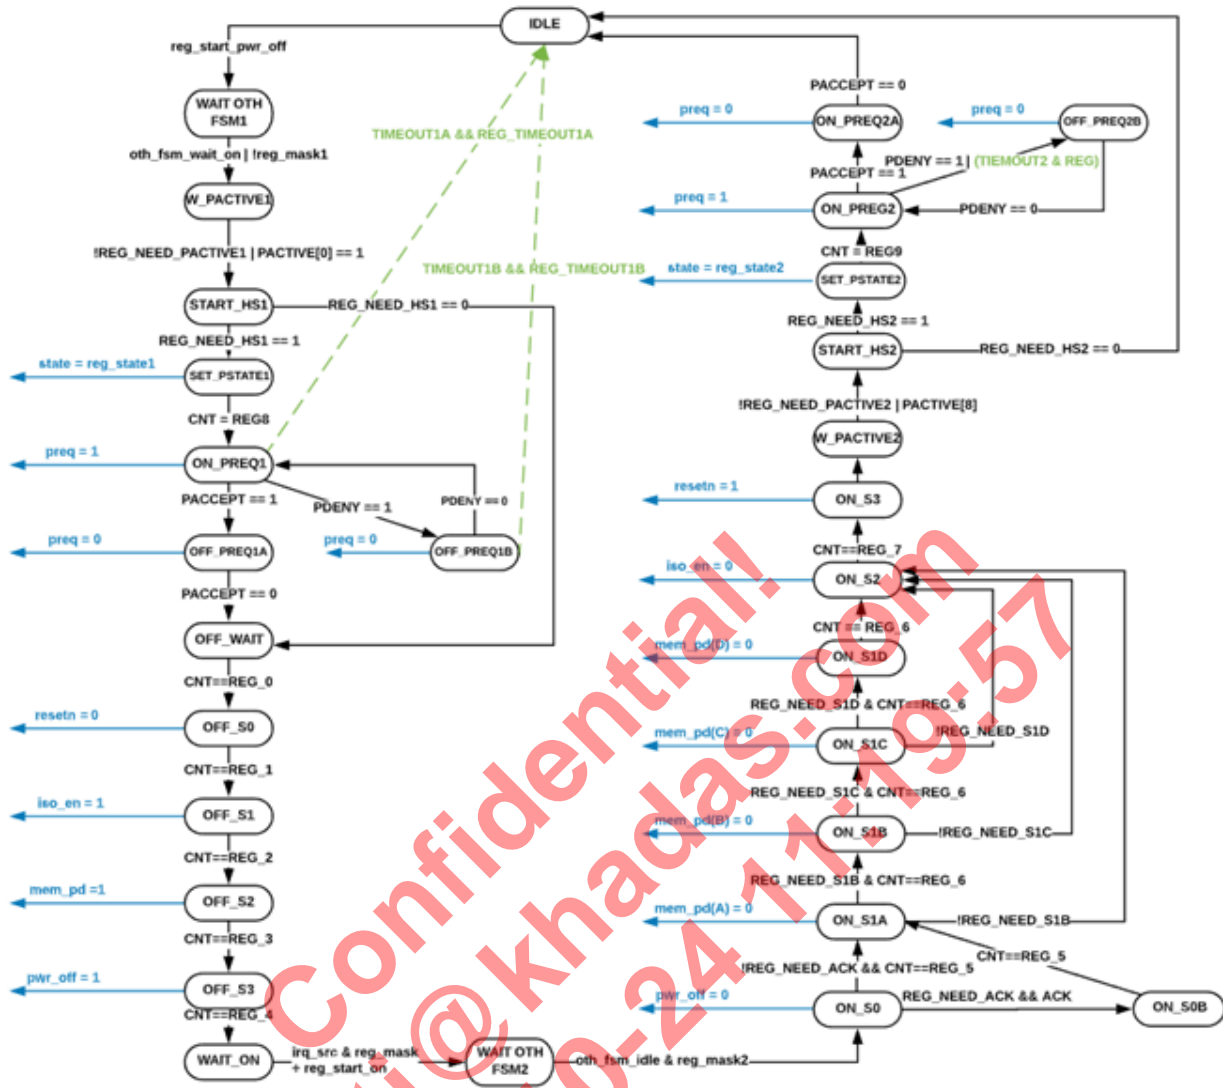 IDLE
reg_start_pwr_off
WAIT OTH
FSM1
oth_fsm_wait_on | !reg_mask1
W_PACTIVE1
!REG_NEED_PACTIVE1 | PACTIVE[0] == 1
START_HS1
REG_NEED_HS1 == 0
REG_NEED_HS1 == 1
state = reg_state1
SET_PSTATE1
CNT = REG8
preq = 1
ON_PREQ1
PACCEPT == 1
PDENY == 1
PDENY == 0
preq = 0
OFF_PREQ1A
preq = 0
OFF_PREQ1B
PACCEPT == 0
OFF_WAIT
CNT==REG_0
resetn = 0
OFF_S0
CNT==REG_1
iso_en = 1
OFF_S1
CNT==REG_2
mem_pd =1
OFF_S2
CNT==REG_3
pwr_off = 1
OFF_S3
CNT==REG_4
WAIT_ON
irq_src & reg_mask
+ reg_start_on
WAIT OTH
FSM2
oth_fsm_idle & reg_mask2
TIMEOUT1A && REG_TIMEOUT1A
TIMEOUT1B && REG_TIMEOUT1B
PACCEPT == 0
preq = 0
ON_PREQ2A
preq = 0
OFF_PREQ2B
PDENY == 1 | (TIEMOUT2 & REG)
PACCEPT == 1
preq = 1
ON_PREG2
PDENY == 0
CNT = REG9
state = reg_state2
SET_PSTATE2
REG_NEED_HS2 == 1
START_HS2
REG_NEED_HS2 == 0
!REG_NEED_PACTIVE2 | PACTIVE[8]
W_PACTIVE2
resetn = 1
ON_S3
CNT==REG_7
iso_en = 0
ON_S2
CNT == REG_6
mem_pd(D) = 0
ON_S1D
REG_NEED_S1D & CNT==REG_6
mem_pd(C) = 0
ON_S1C
!REG_NEED_S1D
REG_NEED_S1C & CNT==REG_6
mem_pd(B) = 0
ON_S1B
!REG_NEED_S1C
REG_NEED_S1B & CNT==REG_6
mem_pd(A) = 0
ON_S1A
!REG_NEED_S1B
CNT==REG_5
!REG_NEED_ACK && CNT==REG_5
pwr_off = 0
ON_S0
REG_NEED_ACK && ACK
ON_S0B
Confidential!
@khadas.com
11:19:57